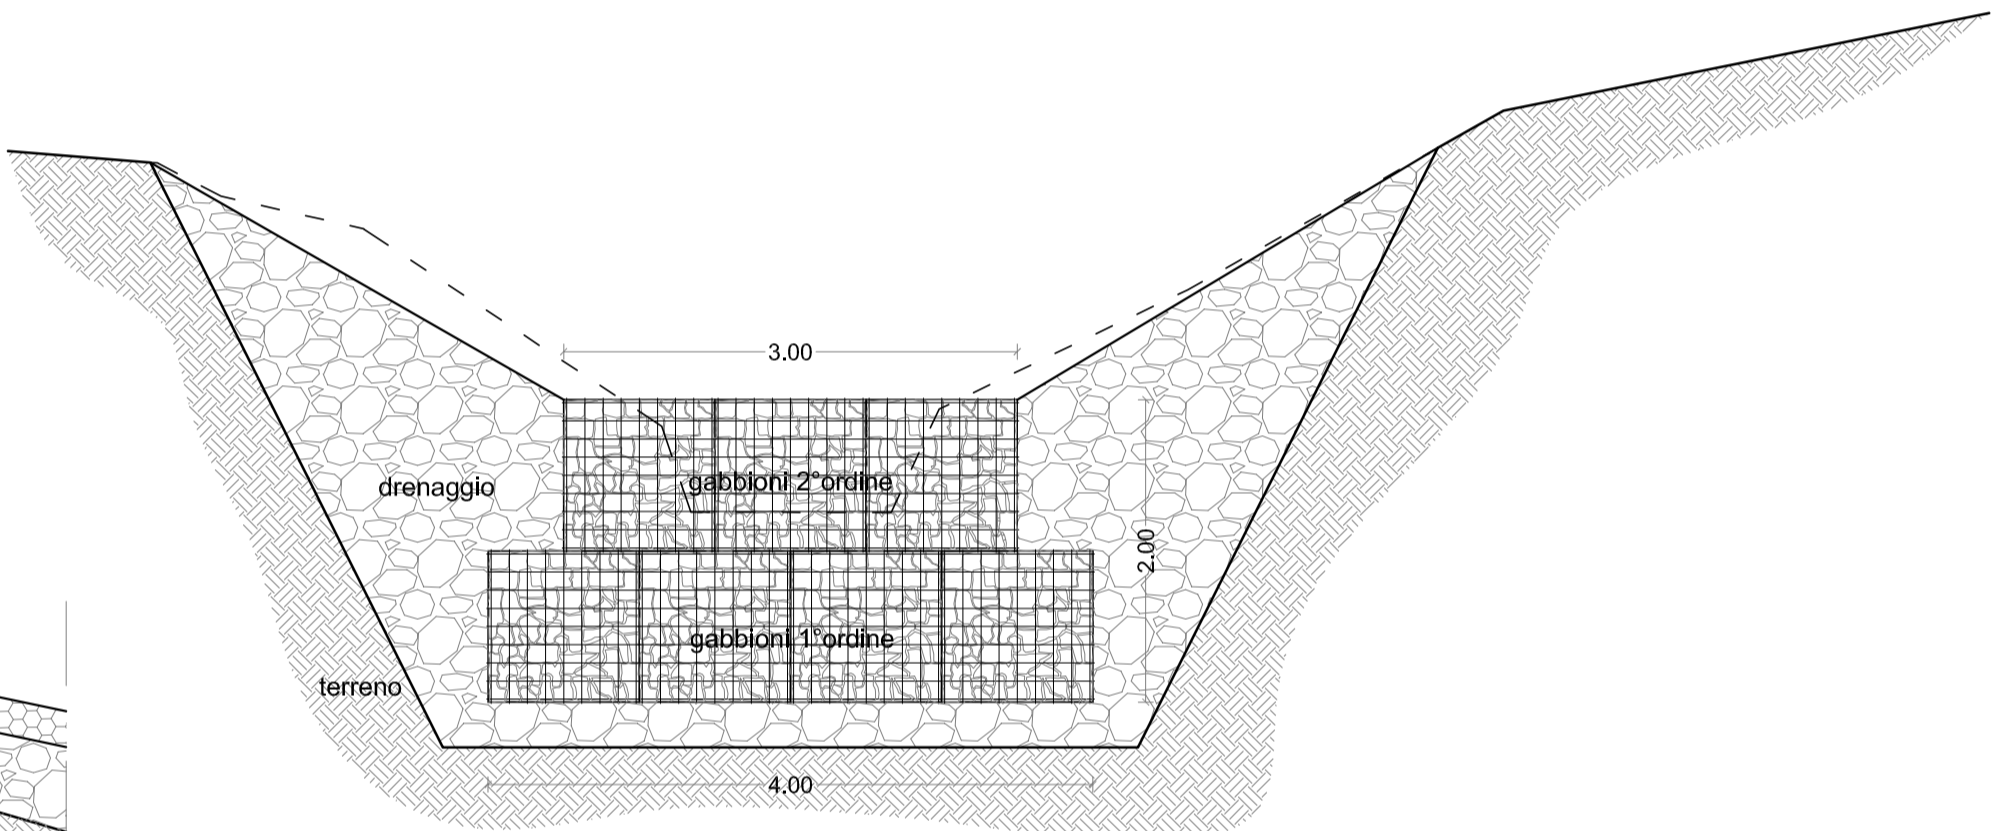 3.00
gabbioni 2°ordine
drenaggio
2.00
gabbioni 1°ordine
terreno
4.00